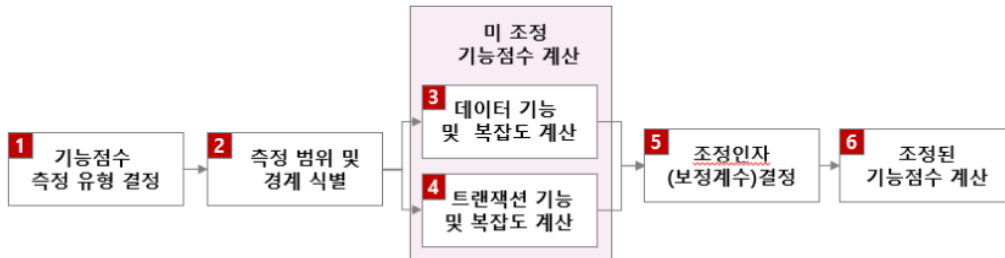 1
기능점수
측정 유형 결정
2
측정 범위 및
경계 식별
미 조정
기능점수 계산
3
데이터 기능
및 복잡도 계산
4
트랜잭션 기능
및 복잡도 계산
5
조정인자
(보정계수)결정
6
조정된
기능점수 계산